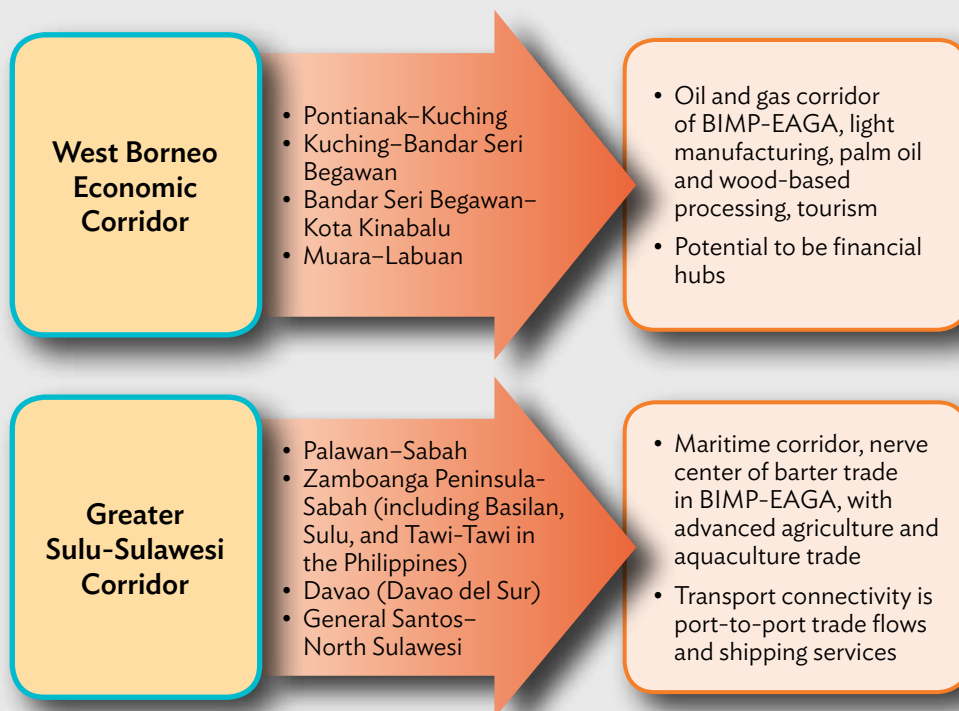 West Borneo
Economic
Corridor
• Pontianak–Kuching
• Kuching–Bandar Seri
Begawan
• Bandar Seri Begawan–
Kota Kinabalu
• Muara–Labuan
• Oil and gas corridor
of BIMP-EAGA, light
manufacturing, palm oil
and wood-based
processing, tourism
• Potential to be financial
hubs
Greater
Sulu-Sulawesi
Corridor
• Palawan–Sabah
• Zamboanga Peninsula-
Sabah (including Basilan,
Sulu, and Tawi-Tawi in
the Philippines)
• Davao (Davao del Sur)
• General Santos–
North Sulawesi
• Maritime corridor, nerve
center of barter trade
in BIMP-EAGA, with
advanced agriculture and
aquaculture trade
• Transport connectivity is
port-to-port trade flows
and shipping services